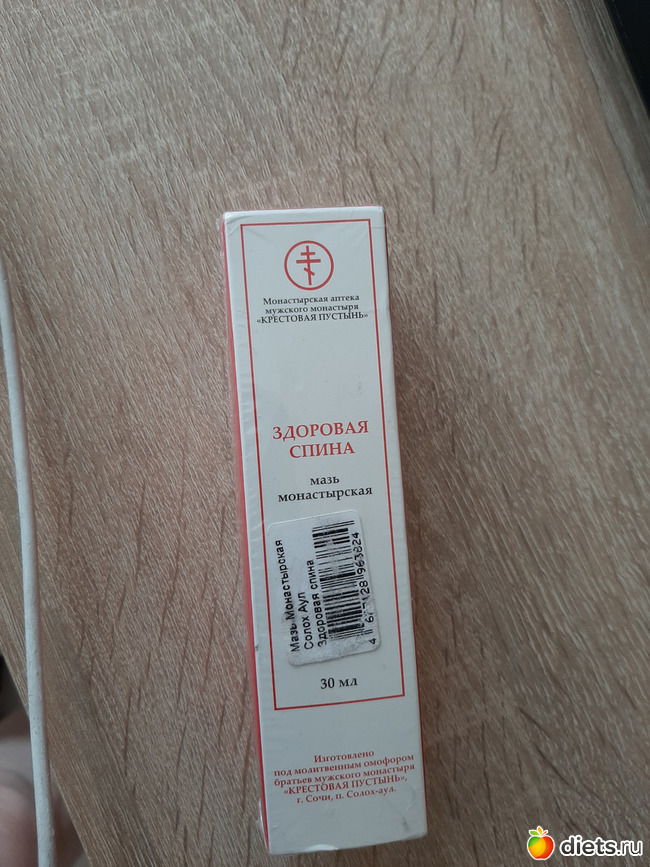 Монастырская аптека
мужского монастыря
«КРЕСТОВАЯ ПУСТЫНЬ»
ЗДОРОВАЯ
СПИНА
мазь
монастырская
Мазь Монастырская
Солох Аул
Здоровая спина
30 мл
Изготовлено
под молитвенным омофором
братьев мужского монастыря
«КРЕСТОВАЯ ПУСТЫНЬ»,
г. Сочи, п. Солох-аул.
diets.ru